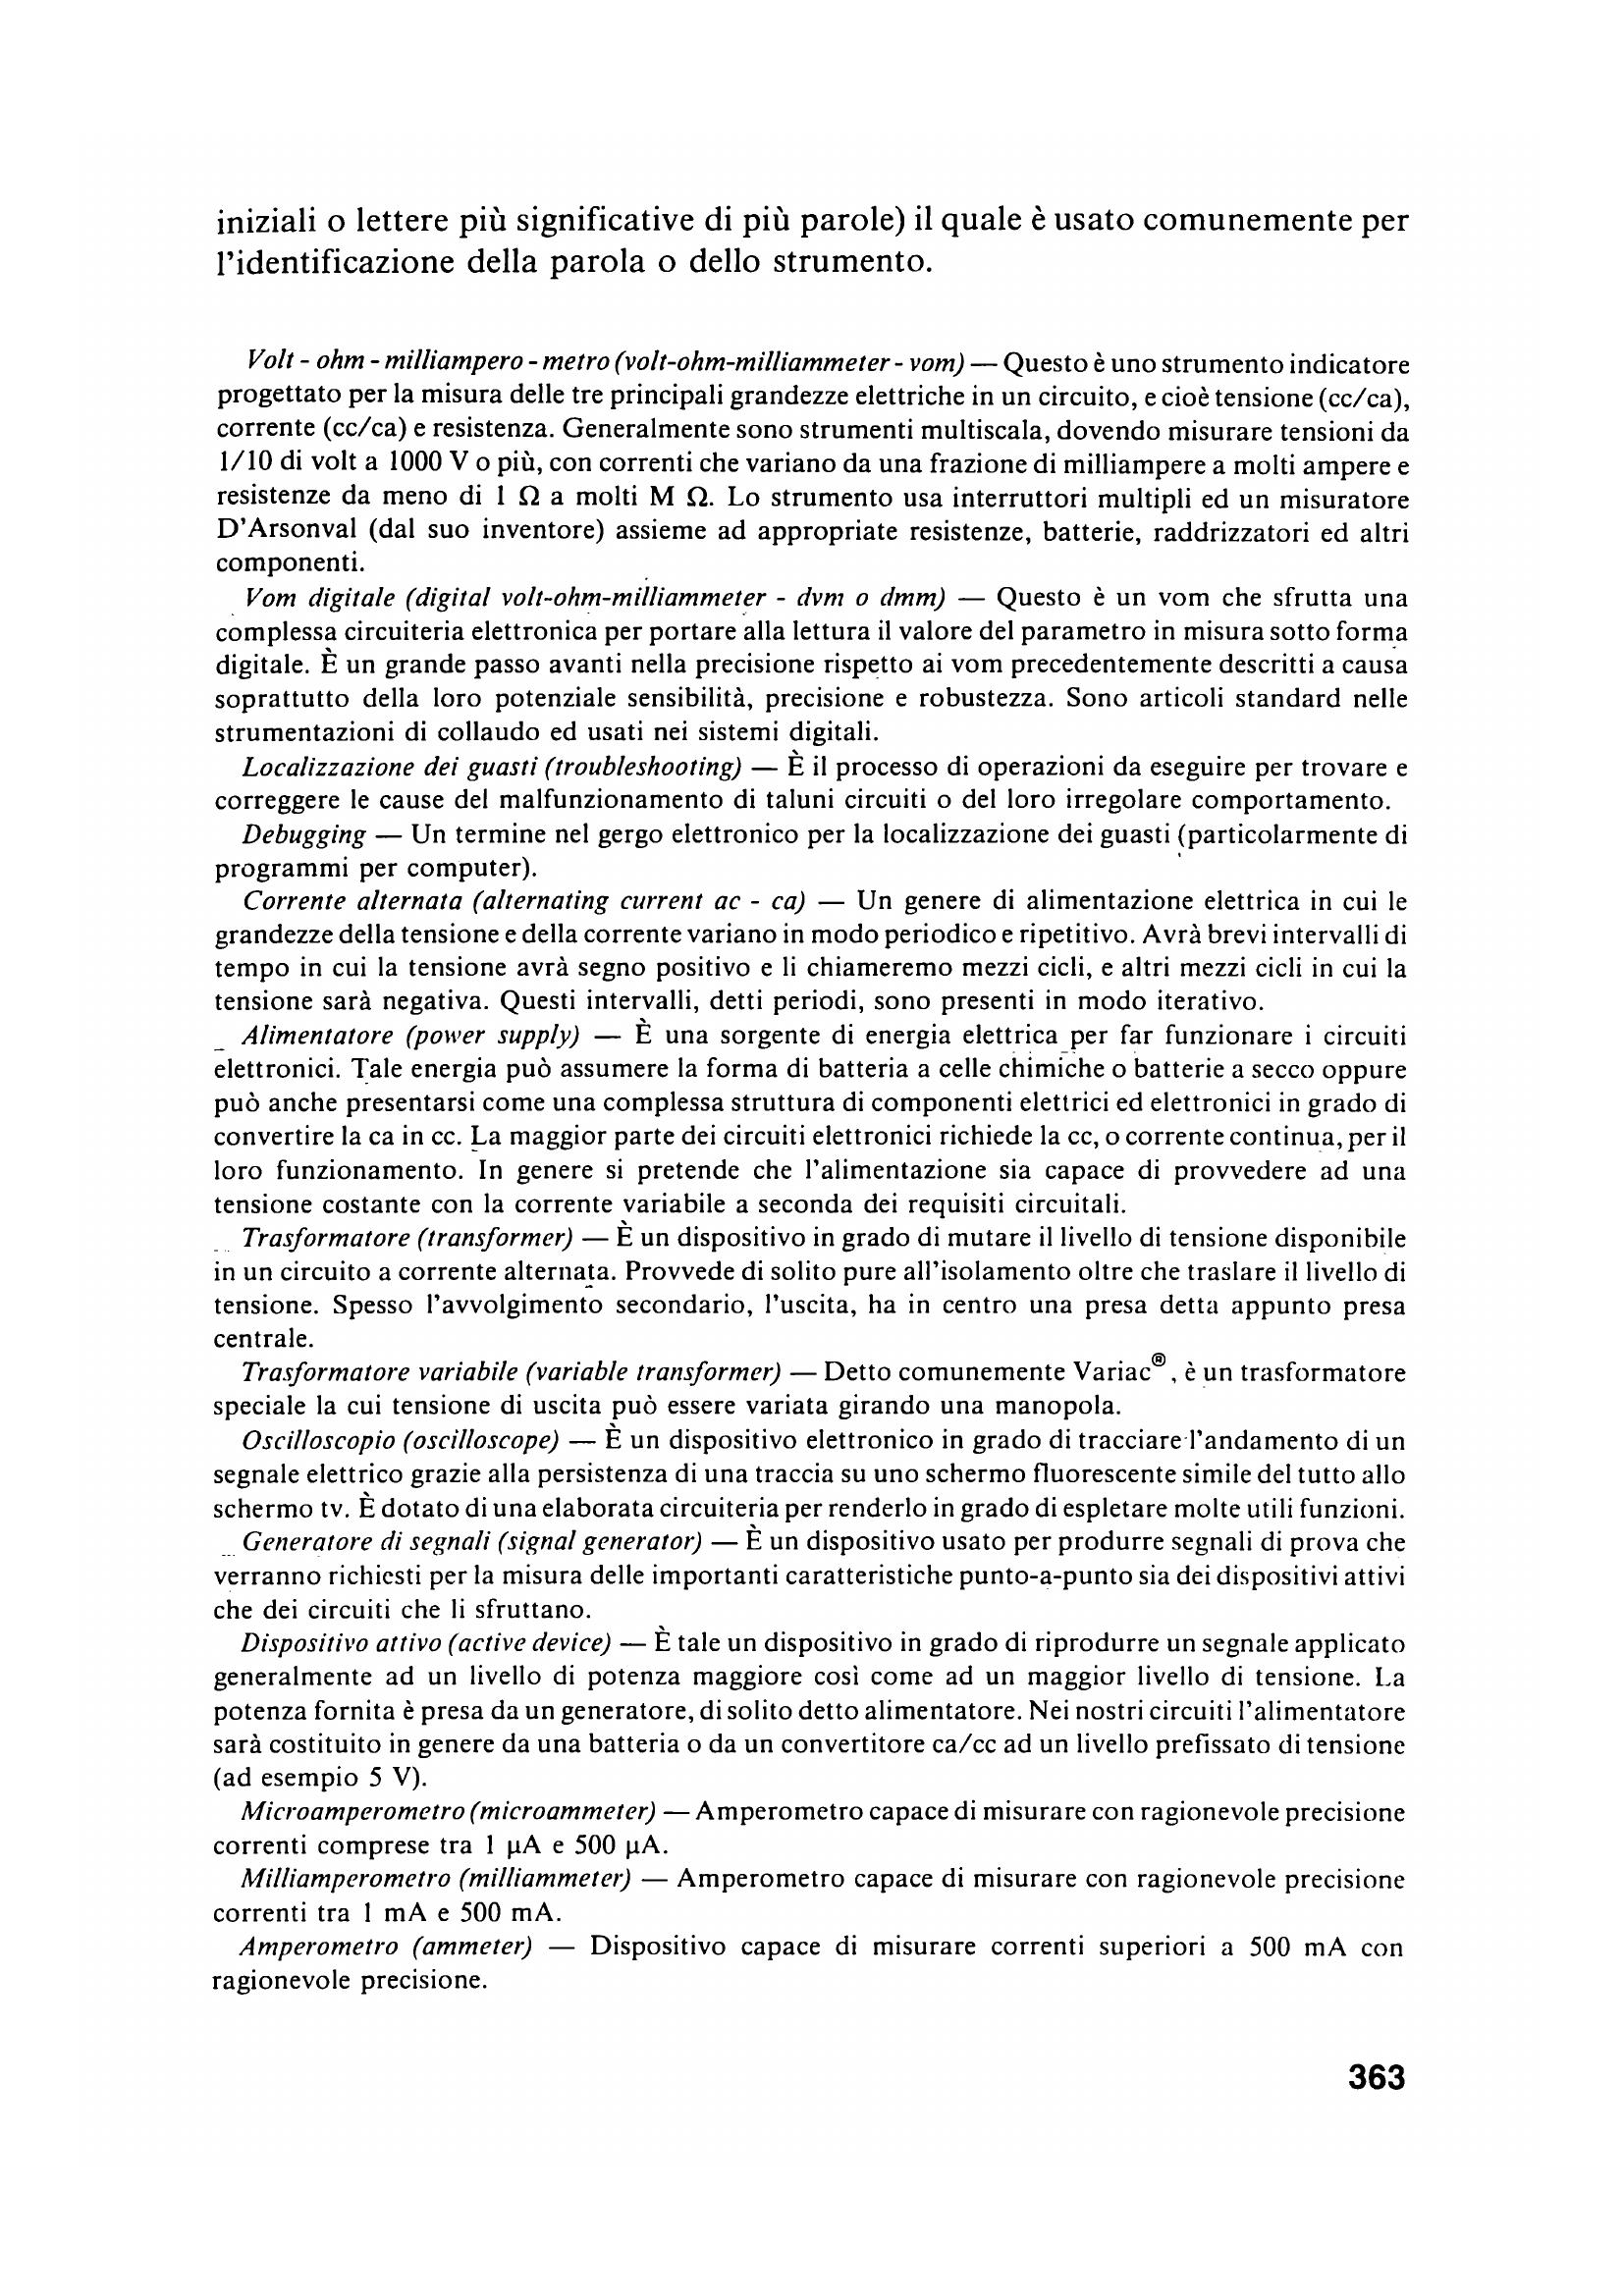 iniziali o lettere più significative di più parole) il quale è usato comunemente per
l'identificazione della parola o dello strumento.
Volt - ohm - milliampero - metro (volt-ohm-milliammeter - vom) — Questo è uno strumento indicatore
progettato per la misura delle tre principali grandezze elettriche in un circuito, e cioè tensione (cc/ca),
corrente (cc/ca) e resistenza. Generalmente sono strumenti multiscala, dovendo misurare tensioni da
1/10 di volt a 1000 V o più, con correnti che variano da una frazione di milliampere a molti ampere e
resistenze da meno di 1 Ω a molti M Ω. Lo strumento usa interruttori multipli ed un misuratore
D'Arsonval (dal suo inventore) assieme ad appropriate resistenze, batterie, raddrizzatori ed altri
componenti.
Vom digitale (digital volt-ohm-milliammeter - dvm o dmm) — Questo è un vom che sfrutta una
complessa circuiteria elettronica per portare alla lettura il valore del parametro in misura sotto forma
digitale. È un grande passo avanti nella precisione rispetto ai vom precedentemente descritti a causa
soprattutto della loro potenziale sensibilità, precisione e robustezza. Sono articoli standard nelle
strumentazioni di collaudo ed usati nei sistemi digitali.
Localizzazione dei guasti (troubleshooting) — È il processo di operazioni da eseguire per trovare e
correggere le cause del malfunzionamento di taluni circuiti o del loro irregolare comportamento.
Debugging — Un termine nel gergo elettronico per la localizzazione dei guasti (particolarmente di
programmi per computer).
Corrente alternata (alternating current ac - ca) — Un genere di alimentazione elettrica in cui le
grandezze della tensione e della corrente variano in modo periodico e ripetitivo. Avrà brevi intervalli di
tempo in cui la tensione avrà segno positivo e li chiameremo mezzi cicli, e altri mezzi cicli in cui la
tensione sarà negativa. Questi intervalli, detti periodi, sono presenti in modo iterativo.
Alimentatore (power supply) — È una sorgente di energia elettrica per far funzionare i circuiti
elettronici. Tale energia può assumere la forma di batteria a celle chimiche o batterie a secco oppure
può anche presentarsi come una complessa struttura di componenti elettrici ed elettronici in grado di
convertire la ca in cc. La maggior parte dei circuiti elettronici richiede la cc, o corrente continua, per il
loro funzionamento. In genere si pretende che l'alimentazione sia capace di provvedere ad una
tensione costante con la corrente variabile a seconda dei requisiti circuitali.
Trasformatore (transformer) — È un dispositivo in grado di mutare il livello di tensione disponibile
in un circuito a corrente alternata. Provvede di solito pure all'isolamento oltre che traslare il livello di
tensione. Spesso l'avvolgimento secondario, l'uscita, ha in centro una presa detta appunto presa
centrale.
Trasformatore variabile (variable transformer) — Detto comunemente Variac®, è un trasformatore
speciale la cui tensione di uscita può essere variata girando una manopola.
Oscilloscopio (oscilloscope) — È un dispositivo elettronico in grado di tracciare l'andamento di un
segnale elettrico grazie alla persistenza di una traccia su uno schermo fluorescente simile del tutto allo
schermo tv. È dotato di una elaborata circuiteria per renderlo in grado di espletare molte utili funzioni.
Generatore di segnali (signal generator) — È un dispositivo usato per produrre segnali di prova che
verranno richiesti per la misura delle importanti caratteristiche punto-a-punto sia dei dispositivi attivi
che dei circuiti che li sfruttano.
Dispositivo attivo (active device) — È tale un dispositivo in grado di riprodurre un segnale applicato
generalmente ad un livello di potenza maggiore così come ad un maggior livello di tensione. La
potenza fornita è presa da un generatore, di solito detto alimentatore. Nei nostri circuiti l'alimentatore
sarà costituito in genere da una batteria o da un convertitore ca/cc ad un livello prefissato di tensione
(ad esempio 5 V).
Microamperometro (microammeter) — Amperometro capace di misurare con ragionevole precisione
correnti comprese tra 1 μA e 500 μA.
Milliamperometro (milliammeter) — Amperometro capace di misurare con ragionevole precisione
correnti tra 1 mA e 500 mA.
Amperometro (ammeter) — Dispositivo capace di misurare correnti superiori a 500 mA con
ragionevole precisione.
363